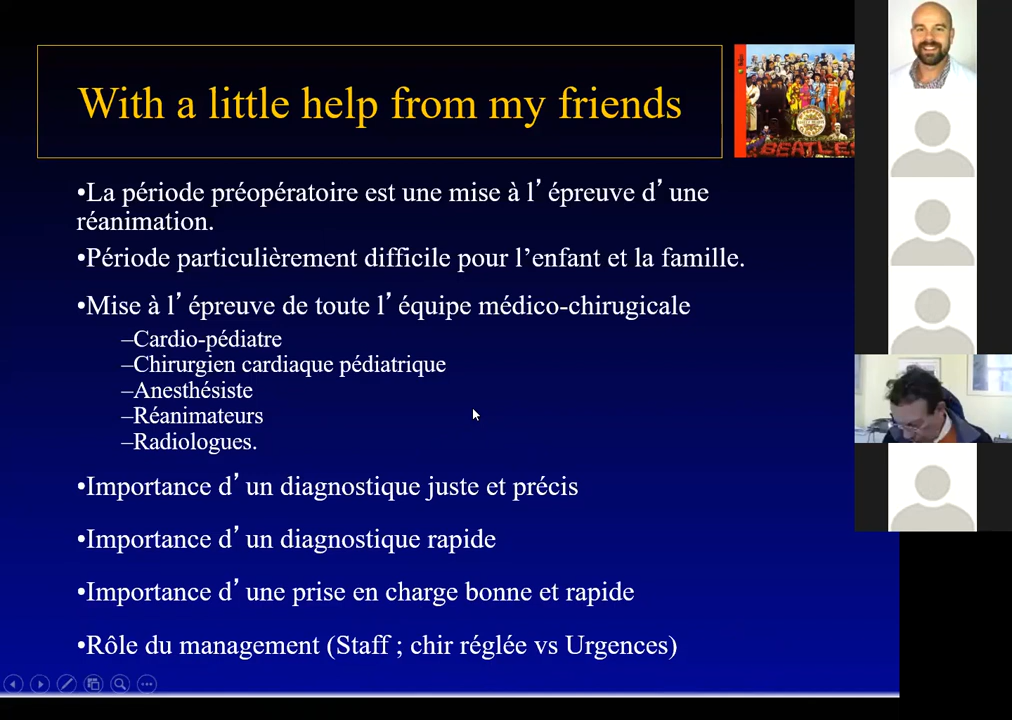 With a little help from my friends
BEATLES
•La période préopératoire est une mise à l’épreuve d’une
réanimation.
•Période particulièrement difficile pour l’enfant et la famille.
•Mise à l’épreuve de toute l’équipe médico-chirugicale
–Cardio-pédiatre
–Chirurgien cardiaque pédiatrique
–Anesthésiste
–Réanimateurs
–Radiologues.
•Importance d’un diagnostique juste et précis
•Importance d’un diagnostique rapide
•Importance d’une prise en charge bonne et rapide
•Rôle du management (Staff ; chir réglée vs Urgences)